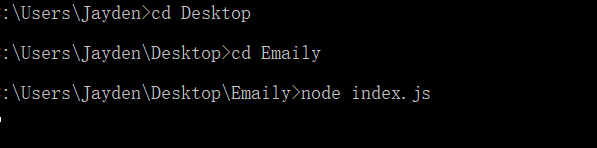 :\Users\Jayden>cd Desktop
:\Users\Jayden\Desktop>cd Emaily
:\Users\Jayden\Desktop\Emaily>node index.js